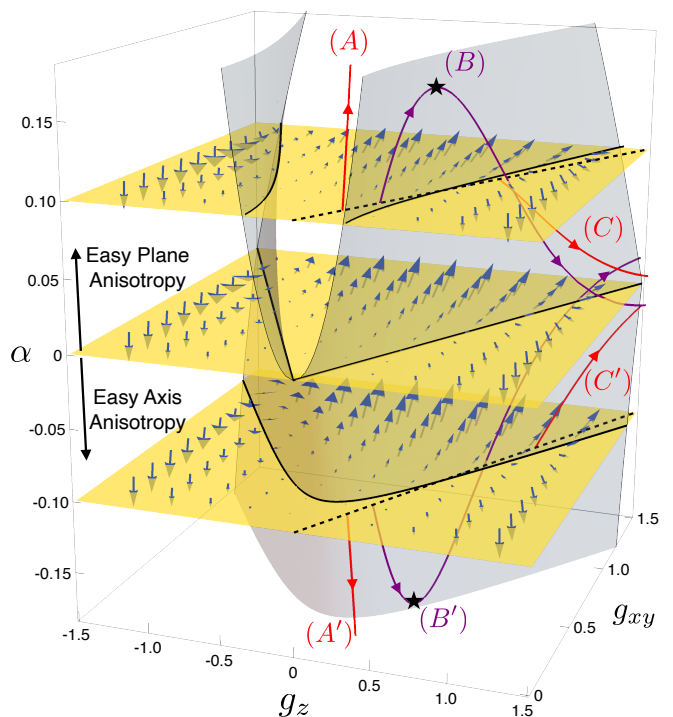 (A)
(B)
0.15
0.10
(C)
Easy Plane
Anisotropy
0.05
α
0
Easy Axis
Anisotropy
(C′)
-0.05
-0.10
1.5
-0.15
1.0
(A′)
(B′)
g_{xy}
0.5
-1.5
-1.0
-0.5
0
0.5
1.0
1.5
0
g_z